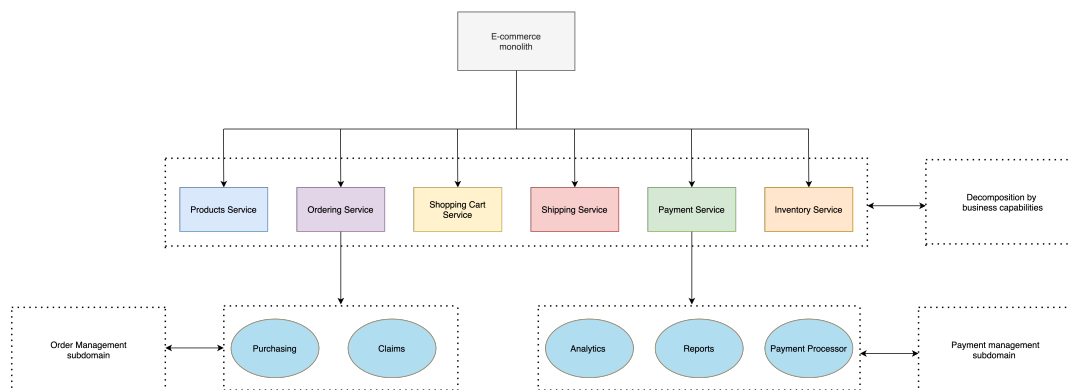 E-commerce
monolith
Products Service
Ordering Service
Shopping Cart
Service
Shipping Service
Payment Service
Inventory Service
Decomposition by
business capabilities
Order Management
subdomain
Purchasing
Claims
Analytics
Reports
Payment Processor
Payment management
subdomain